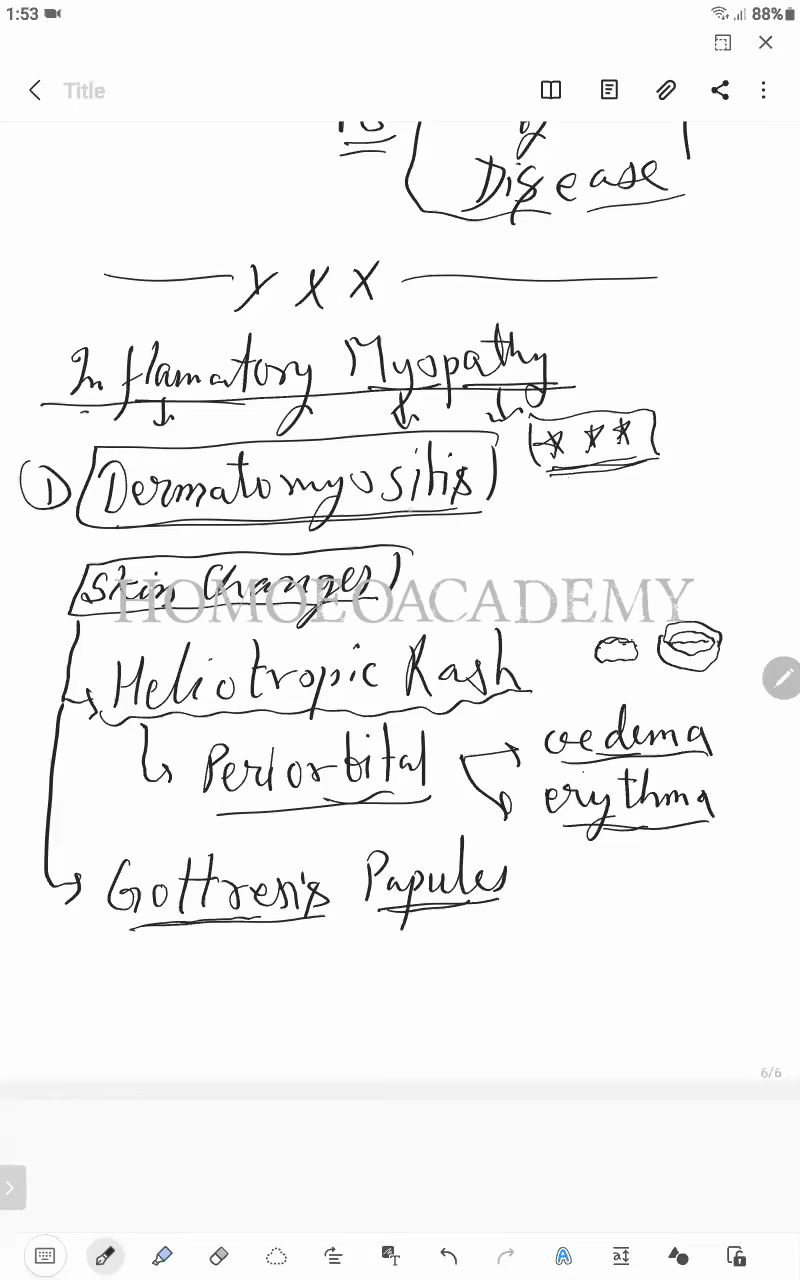 1:53 88%
Title
Disease
X X X
Inflamatory Myopathy
① Dermatomyositis ***
Skin Changes
HOMOEOACADEMY
Heliotropic Rash
Periorbital
oedema
erythma
Gottren's Papules
6/6